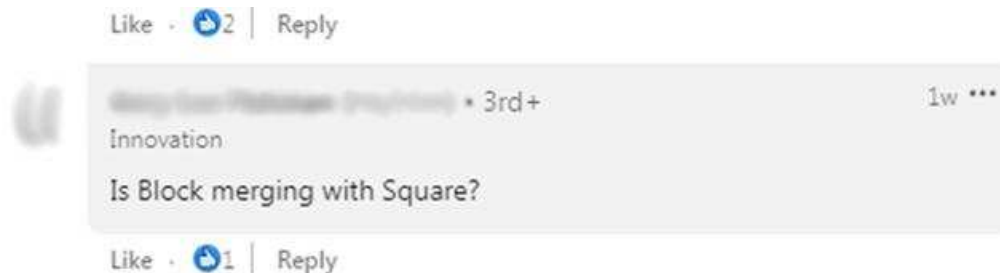 Like · 2 | Reply
• 3rd+
1w •••
Innovation
Is Block merging with Square?
Like · 1 | Reply